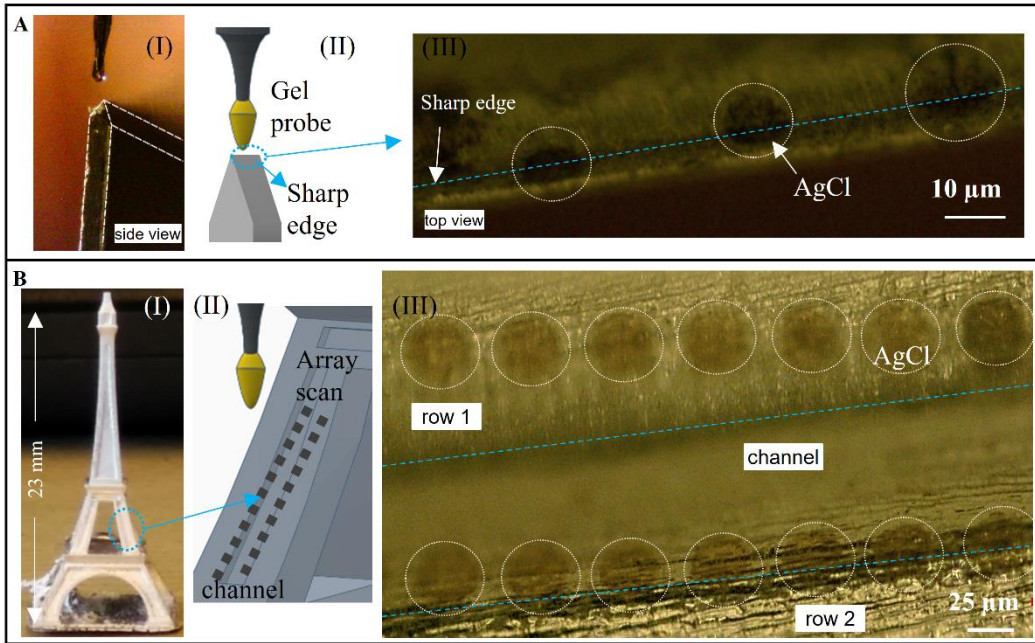 A
(I)
side view
(II)
Gel
probe
Sharp
edge
(III)
Sharp edge
AgCl
10 µm
top view
B
(I)
23 mm
(II)
Array
scan
channel
(III)
AgCl
row 1
channel
row 2
25 µm